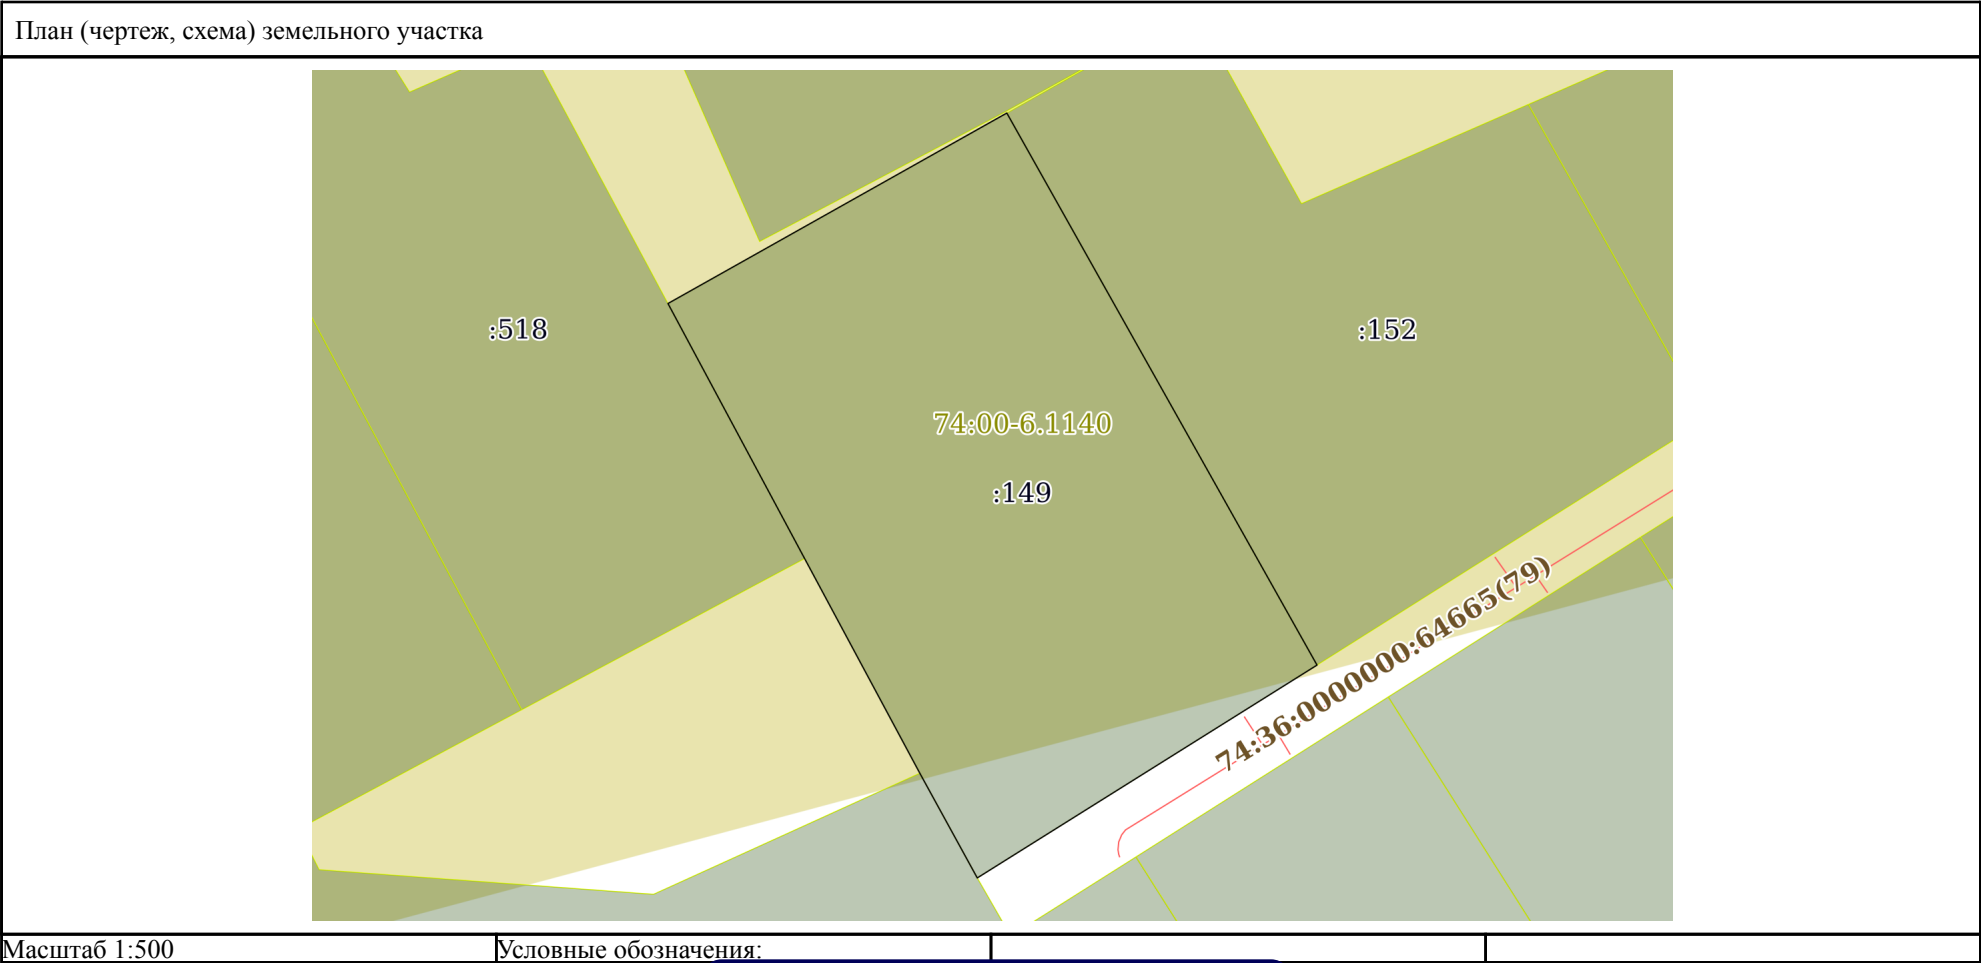 План (чертеж, схема) земельного участка
:518
:152
74:00-6.1140
:149
74:36:0000000:64665(79)
Масштаб 1:500
Условные обозначения: